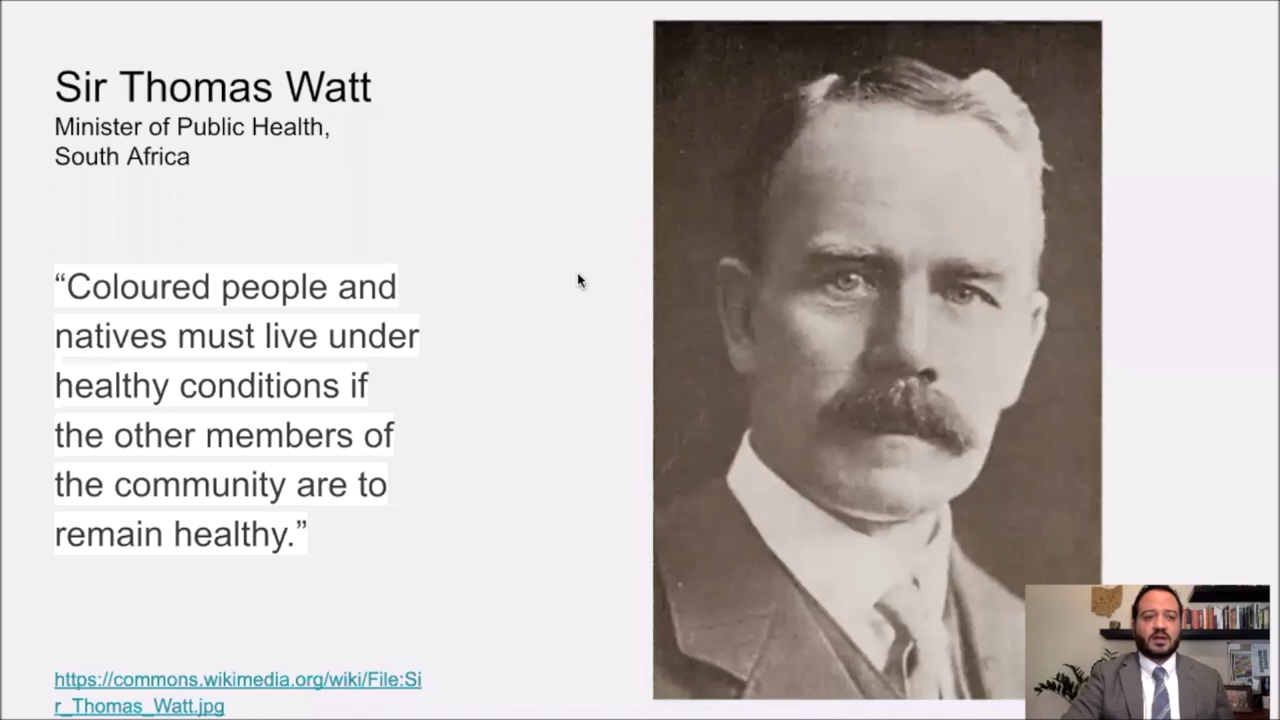 Sir Thomas Watt
Minister of Public Health,
South Africa
“Coloured people and
natives must live under
healthy conditions if
the other members of
the community are to
remain healthy.”
https://commons.wikimedia.org/wiki/File:Si
r_Thomas_Watt.jpg